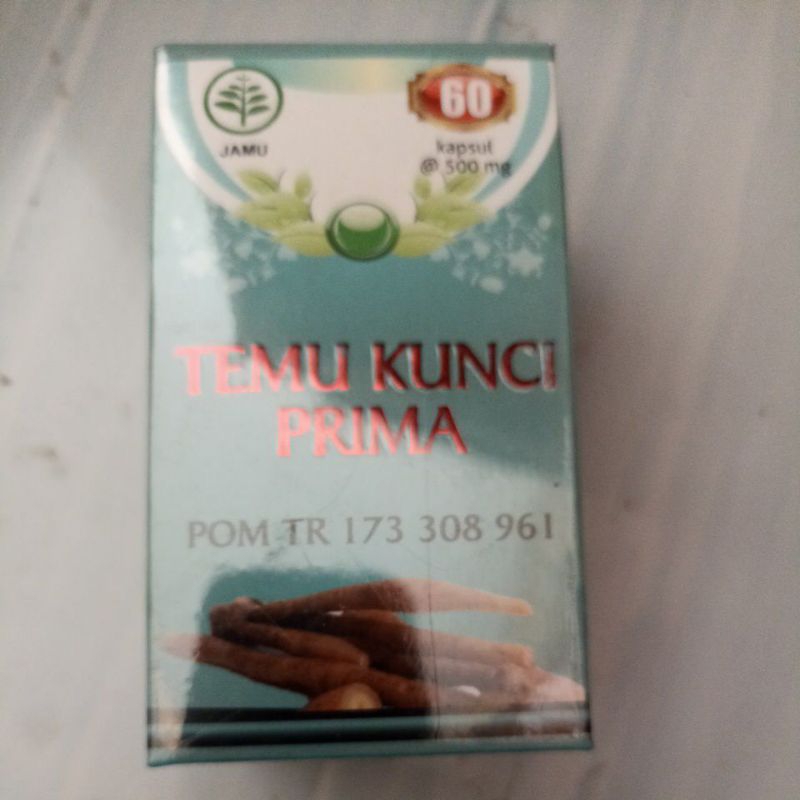 JAMU
60
kapsul
@ 500 mg
TEMU KUNCI
PRIMA
POM TR 173 308 961